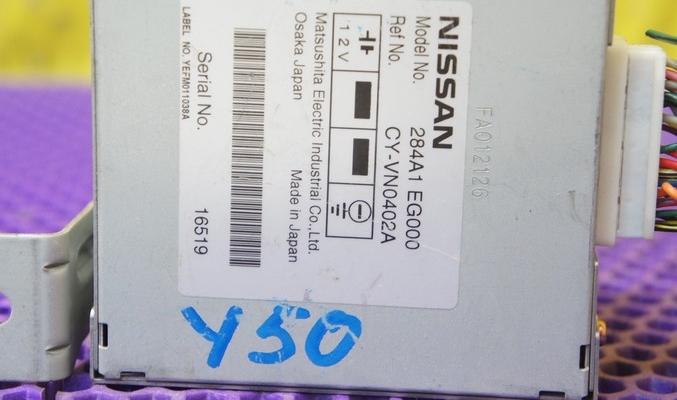 NISSAN
Model No. 284A1 EG000
Ref No. CY-VN0402A
12V
Matsushita Electric Industrial Co.,Ltd.
Osaka Japan Made in Japan
Serial No. 16519
LABEL NO. YEFM011038A
FA012126
Y50